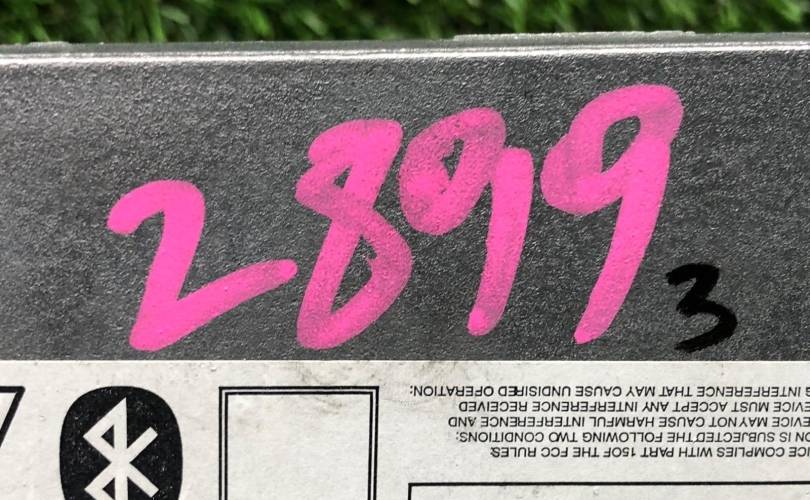 2899
3
ICE COMPLIES WITH PART 15OF THE FCC RULES.
ON IS SUBJECTEDTHE FOLLOWING TWO CONDITIONS:
EVICE MAY NOT CAUSE HARMFUL INTERFERENCE AND
EVICE MUST ACCEPT ANY INTERFERENCE RECEIVED
G INTERFERENCE THAT MAY CAUSE UNDISIRED OPERATION: